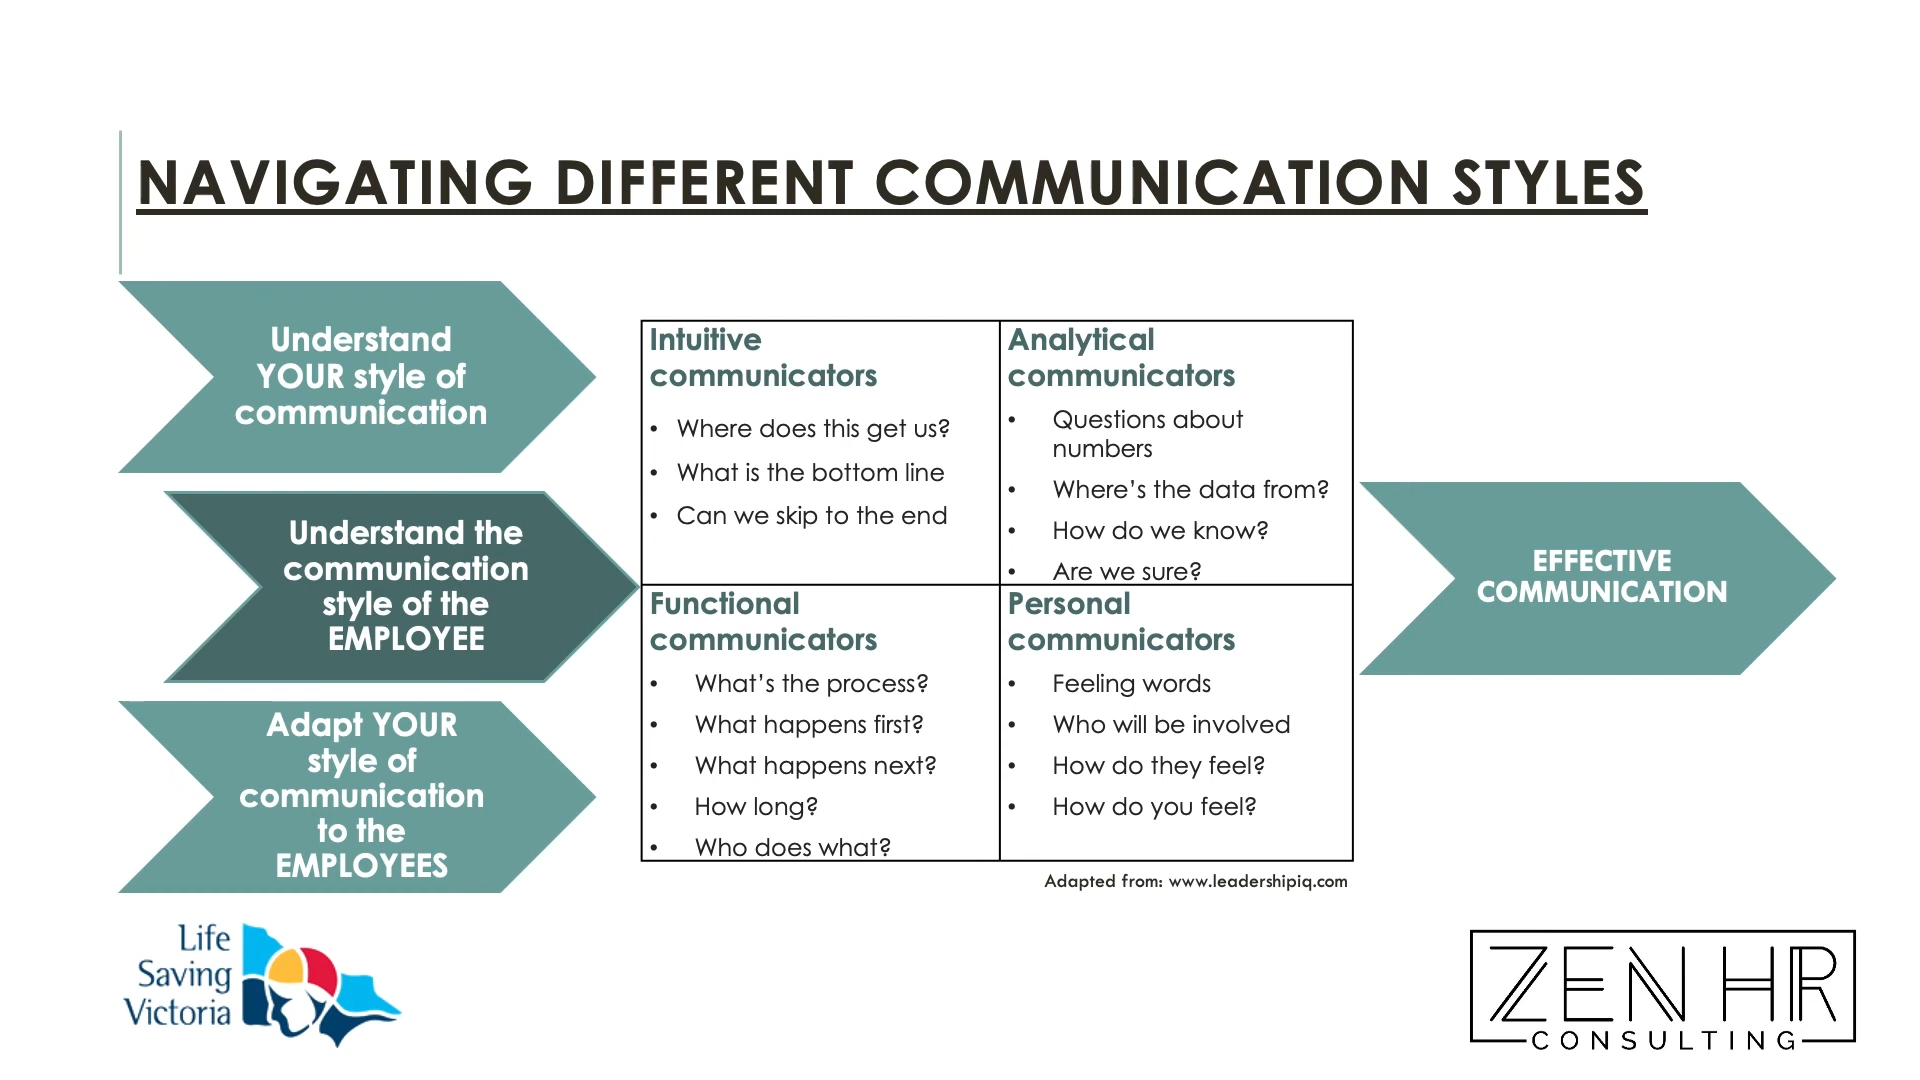 NAVIGATING DIFFERENT COMMUNICATION STYLES
Understand
YOUR style of
communication
Understand the
communication
style of the
EMPLOYEE
Adapt YOUR
style of
communication
to the
EMPLOYEES
Intuitive
communicators
• Where does this get us?
• What is the bottom line
• Can we skip to the end
Analytical
communicators
• Questions about
numbers
• Where’s the data from?
• How do we know?
• Are we sure?
Functional
communicators
• What’s the process?
• What happens first?
• What happens next?
• How long?
• Who does what?
Personal
communicators
• Feeling words
• Who will be involved
• How do they feel?
• How do you feel?
Adapted from: www.leadershipiq.com
EFFECTIVE
COMMUNICATION
Life
Saving
Victoria
ZEN HR
CONSULTING